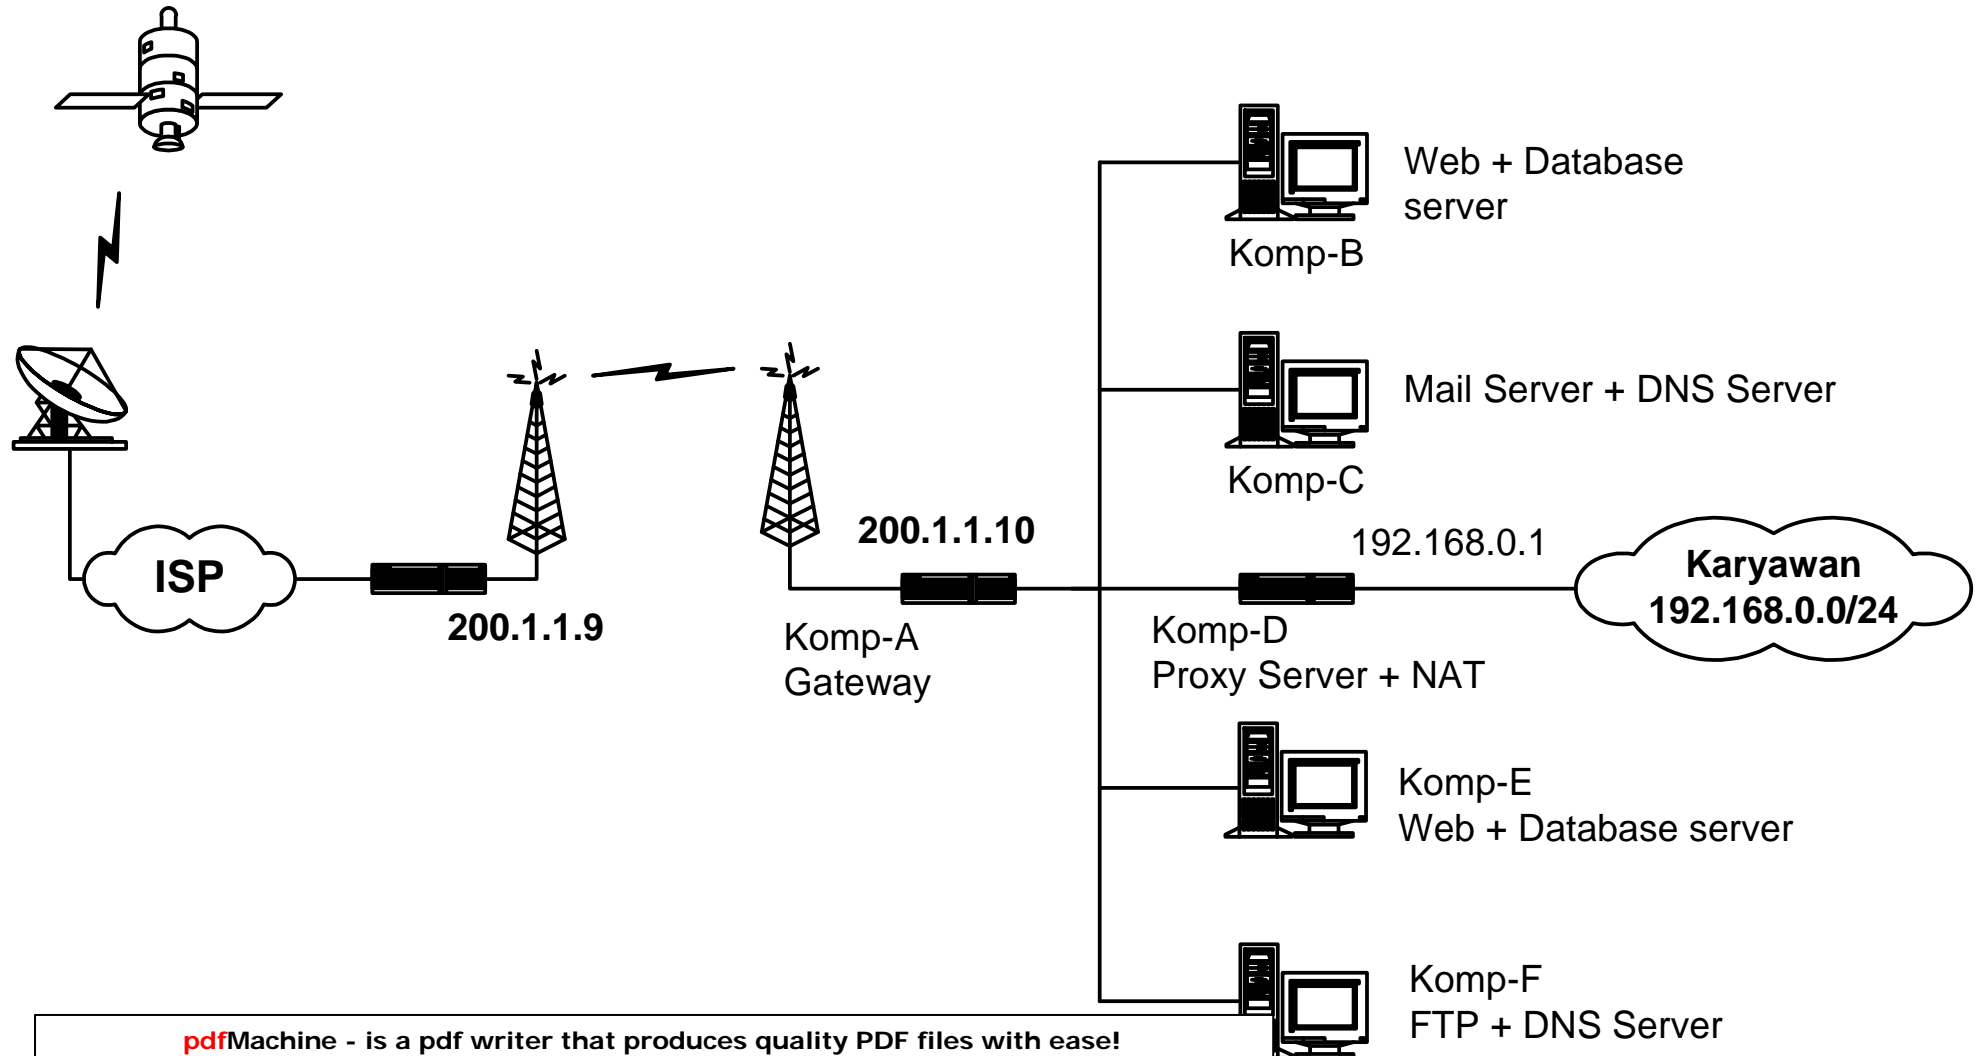 Web + Database
server
Komp-B
Mail Server + DNS Server
Komp-C
200.1.1.10
192.168.0.1
ISP
Karyawan
192.168.0.0/24
200.1.1.9
Komp-A
Gateway
Komp-D
Proxy Server + NAT
Komp-E
Web + Database server
Komp-F
FTP + DNS Server
pdfMachine - is a pdf writer that produces quality PDF files with ease!